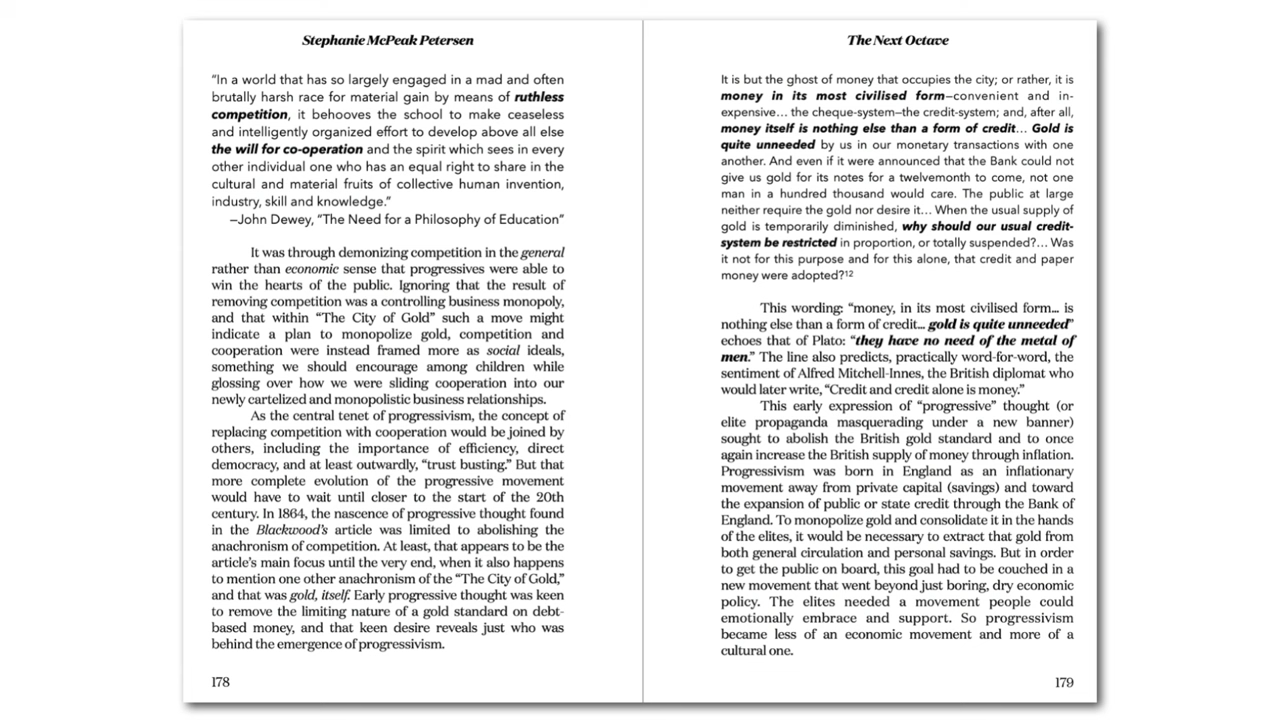 Stephanie McPeak Petersen
“In a world that has so largely engaged in a mad and often
brutally harsh race for material gain by means of ruthless
competition, it behooves the school to make ceaseless
and intelligently organized effort to develop above all else
the will for co-operation and the spirit which sees in every
other individual one who has an equal right to share in the
cultural and material fruits of collective human invention,
industry, skill and knowledge.”
–John Dewey, “The Need for a Philosophy of Education”
It was through demonizing competition in the general
rather than economic sense that progressives were able to
win the hearts of the public. Ignoring that the result of
removing competition was a controlling business monopoly,
and that within “The City of Gold” such a move might
indicate a plan to monopolize gold, competition and
cooperation were instead framed more as social ideals,
something we should encourage among children while
glossing over how we were sliding cooperation into our
newly cartelized and monopolistic business relationships.
As the central tenet of progressivism, the concept of
replacing competition with cooperation would be joined by
others, including the importance of efficiency, direct
democracy, and at least outwardly, “trust busting.” But that
more complete evolution of the progressive movement
would have to wait until closer to the start of the 20th
century. In 1864, the nascence of progressive thought found
in the Blackwood’s article was limited to abolishing the
anachronism of competition. At least, that appears to be the
article’s main focus until the very end, when it also happens
to mention one other anachronism of the “The City of Gold,”
and that was gold, itself. Early progressive thought was keen
to remove the limiting nature of a gold standard on debt-
based money, and that keen desire reveals just who was
behind the emergence of progressivism.
178
The Next Octave
It is but the ghost of money that occupies the city; or rather, it is
money in its most civilised form–convenient and in-
expensive… the cheque-system–the credit-system; and, after all,
money itself is nothing else than a form of credit… Gold is
quite unneeded by us in our monetary transactions with one
another. And even if it were announced that the Bank could not
give us gold for its notes for a twelvemonth to come, not one
man in a hundred thousand would care. The public at large
neither require the gold nor desire it… When the usual supply of
gold is temporarily diminished, why should our usual credit-
system be restricted in proportion, or totally suspended?… Was
it not for this purpose and for this alone, that credit and paper
money were adopted?¹²
This wording: “money, in its most civilised form… is
nothing else than a form of credit… gold is quite unneeded”
echoes that of Plato: “they have no need of the metal of
men.” The line also predicts, practically word-for-word, the
sentiment of Alfred Mitchell-Innes, the British diplomat who
would later write, “Credit and credit alone is money.”
This early expression of “progressive” thought (or
elite propaganda masquerading under a new banner)
sought to abolish the British gold standard and to once
again increase the British supply of money through inflation.
Progressivism was born in England as an inflationary
movement away from private capital (savings) and toward
the expansion of public or state credit through the Bank of
England. To monopolize gold and consolidate it in the hands
of the elites, it would be necessary to extract that gold from
both general circulation and personal savings. But in order
to get the public on board, this goal had to be couched in a
new movement that went beyond just boring, dry economic
policy. The elites needed a movement people could
emotionally embrace and support. So progressivism
became less of an economic movement and more of a
cultural one.
179